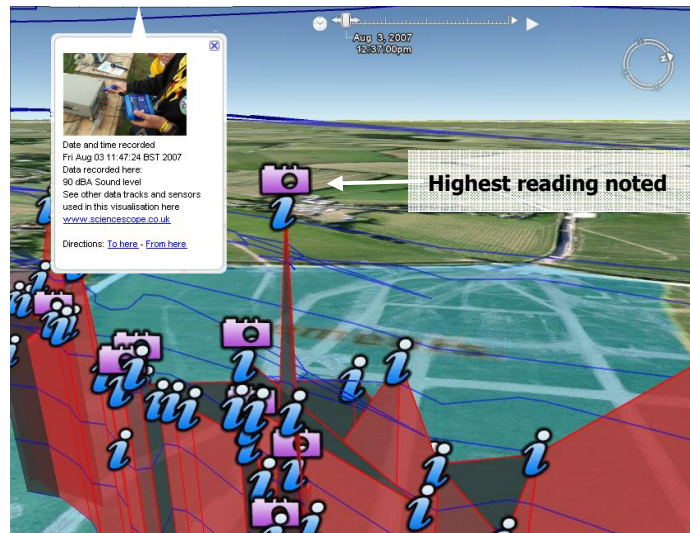 Aug 3, 2007
12:37:00pm
Date and time recorded
Fri Aug 03 11:47:24 BST 2007
Data recorded here:
90 dBA Sound level
See other data tracks and sensors
used in this visualisation here
www.sciencescope.co.uk
Directions: To here - From here
Highest reading noted